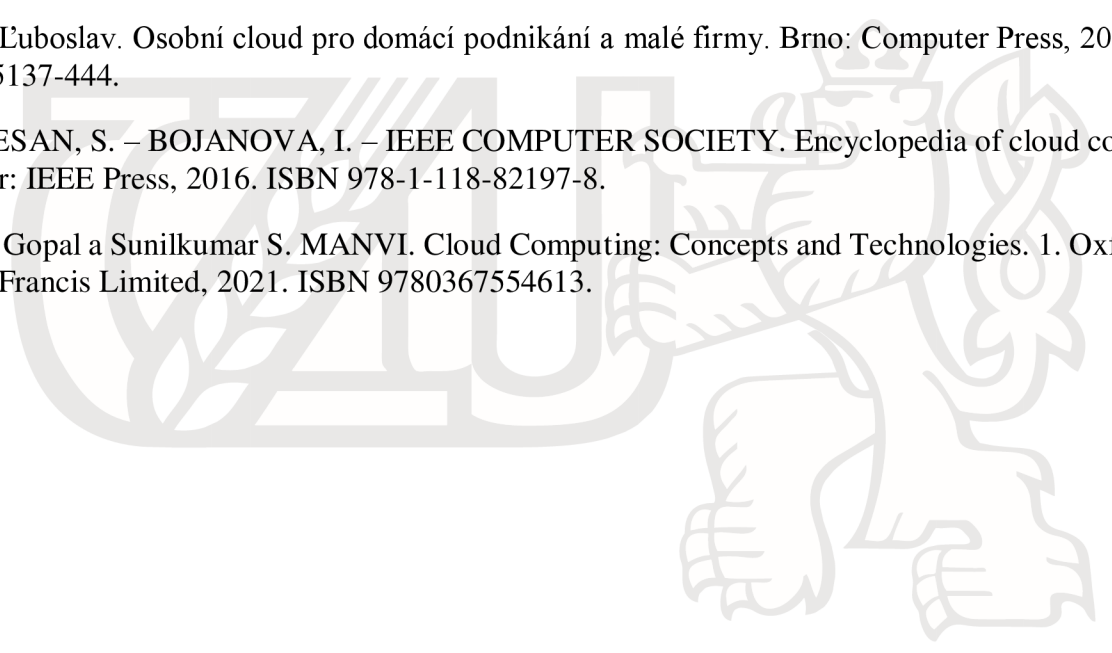 Ľuboslav. Osobní cloud pro domácí podnikání a malé firmy. Brno: Computer Press, 20
5137-444.
ESAN, S. – BOJANOVA, I. – IEEE COMPUTER SOCIETY. Encyclopedia of cloud co
r: IEEE Press, 2016. ISBN 978-1-118-82197-8.
Gopal a Sunilkumar S. MANVI. Cloud Computing: Concepts and Technologies. 1. Oxf
Francis Limited, 2021. ISBN 9780367554613.